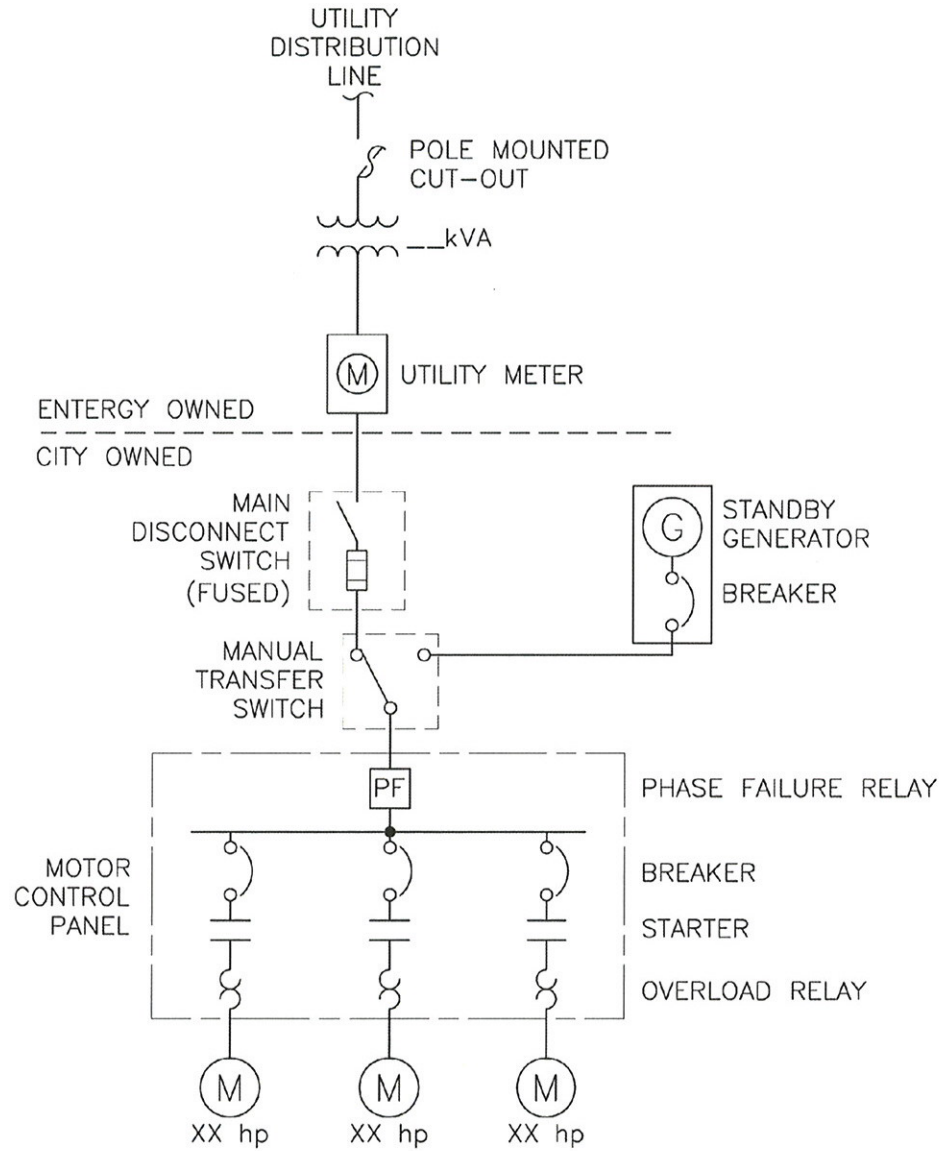 UTILITY
DISTRIBUTION
LINE
POLE MOUNTED
CUT-OUT
__kVA
M
UTILITY METER
ENTERGY OWNED
CITY OWNED
MAIN
DISCONNECT
SWITCH
(FUSED)
G
STANDBY
GENERATOR
BREAKER
MANUAL
TRANSFER
SWITCH
PF
PHASE FAILURE RELAY
MOTOR
CONTROL
PANEL
BREAKER
STARTER
OVERLOAD RELAY
M M M
XX hp XX hp XX hp